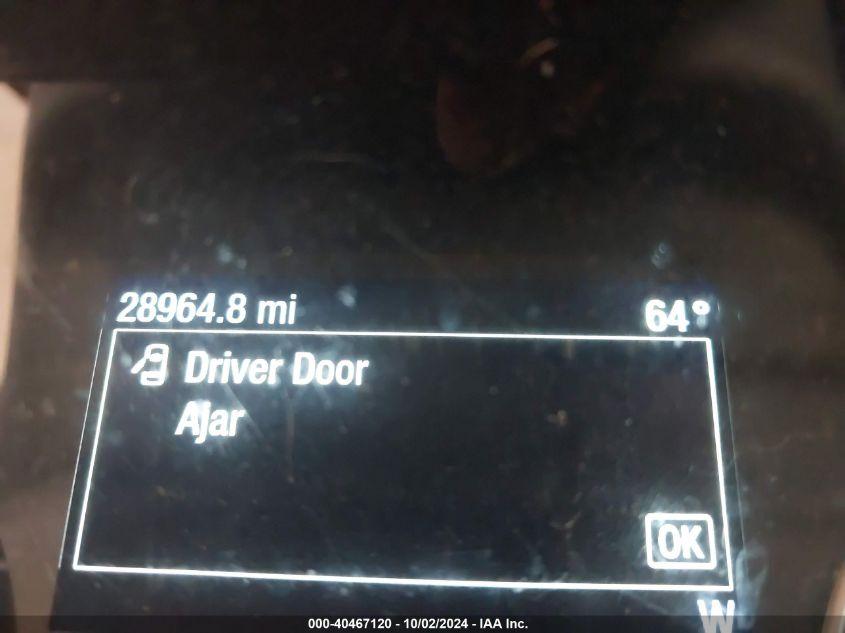 28964.8 mi 64°
Driver Door
Ajar
OK
W
000-40467120 - 10/02/2024 - IAA Inc.